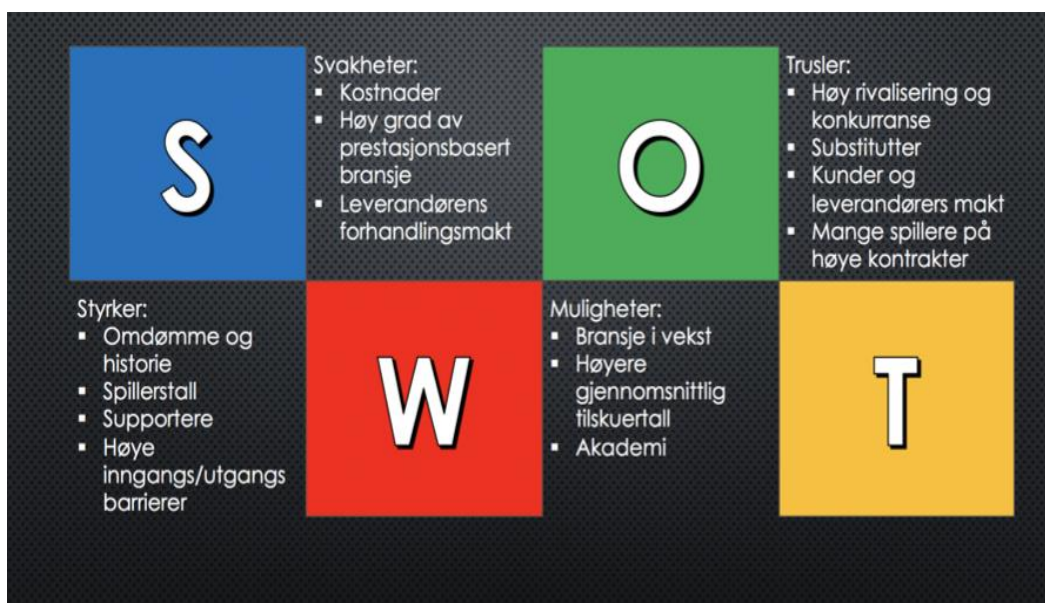 S
Svakheter:
▪ Kostnader
▪ Høy grad av
prestasjonsbasert
bransje
▪ Leverandørens
forhandlingsmakt
O
Trusler:
▪ Høy rivalisering og
konkurranse
▪ Substitutter
▪ Kunder og
leverandørers makt
▪ Mange spillere på
høye kontrakter
Styrker:
▪ Omdømme og
historie
▪ Spillerstall
▪ Supportere
▪ Høye
inngangs/utgangs
barrierer
W
Muligheter:
▪ Bransje i vekst
▪ Høyere
gjennomsnittlig
tilskuertall
▪ Akademi
T